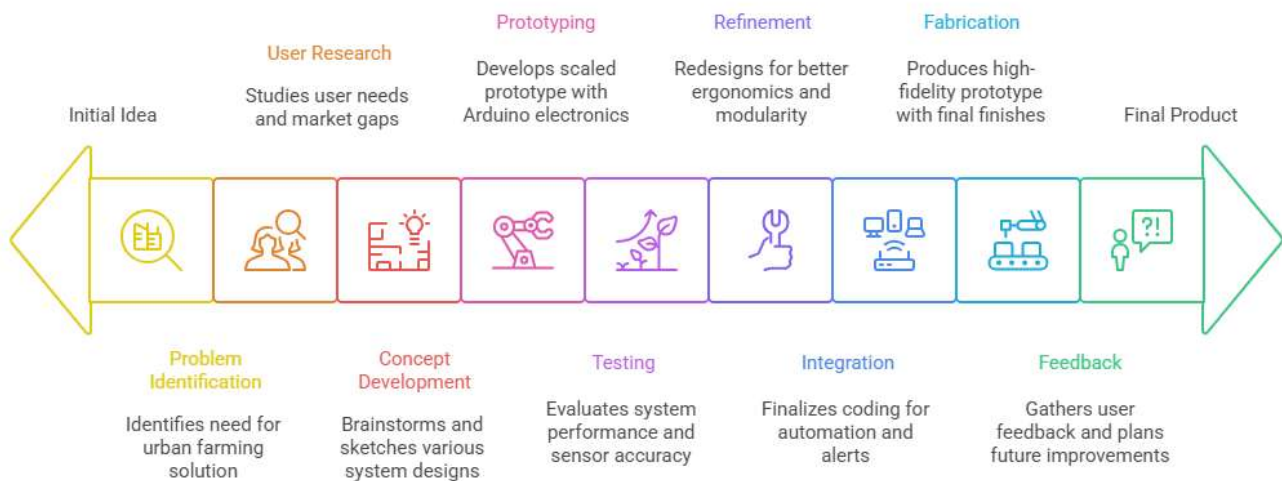 Initial Idea
Problem
Identification
Identifies need for
urban farming
solution
User Research
Studies user needs
and market gaps
Concept
Development
Brainstorms and
sketches various
system designs
Prototyping
Develops scaled
prototype with
Arduino electronics
Testing
Evaluates system
performance and
sensor accuracy
Refinement
Redesigns for better
ergonomics and
modularity
Integration
Finalizes coding for
automation and
alerts
Fabrication
Produces high-
fidelity prototype
with final finishes
Feedback
Gathers user
feedback and plans
future improvements
?!
Final Product